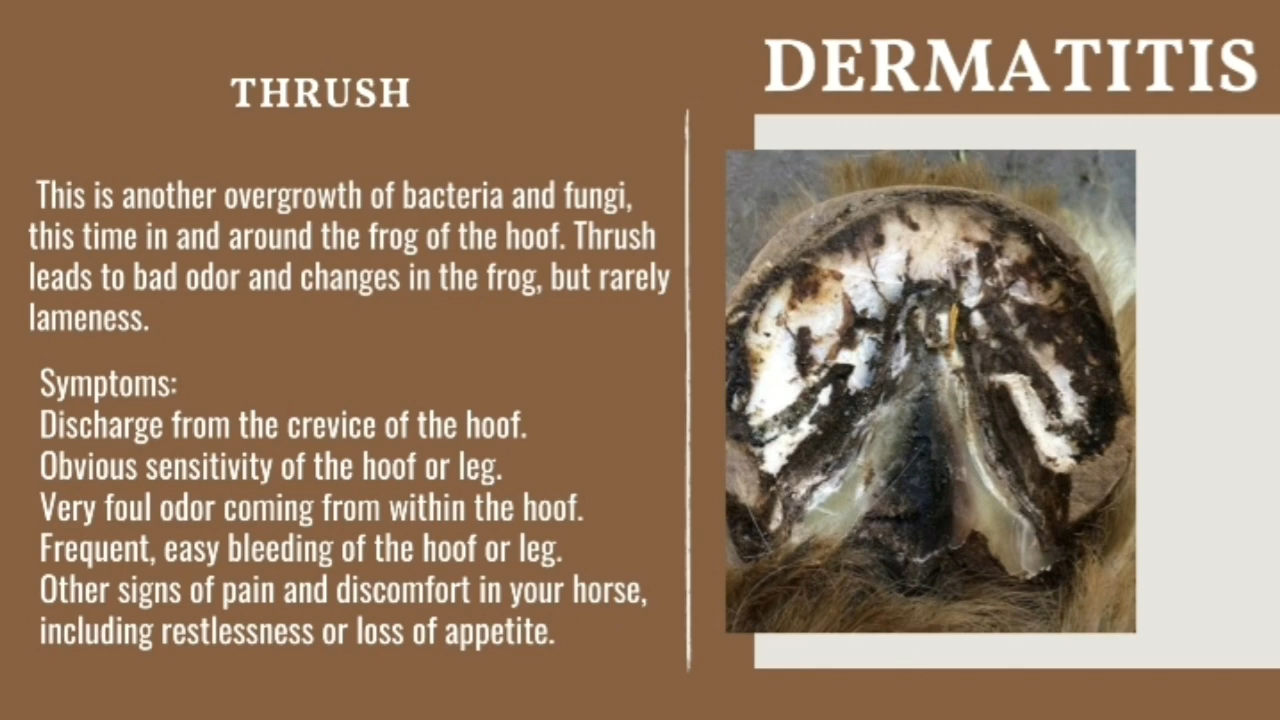 DERMATITIS
THRUSH
This is another overgrowth of bacteria and fungi,
this time in and around the frog of the hoof. Thrush
leads to bad odor and changes in the frog, but rarely
lameness.
Symptoms:
Discharge from the crevice of the hoof.
Obvious sensitivity of the hoof or leg.
Very foul odor coming from within the hoof.
Frequent, easy bleeding of the hoof or leg.
Other signs of pain and discomfort in your horse,
including restlessness or loss of appetite.